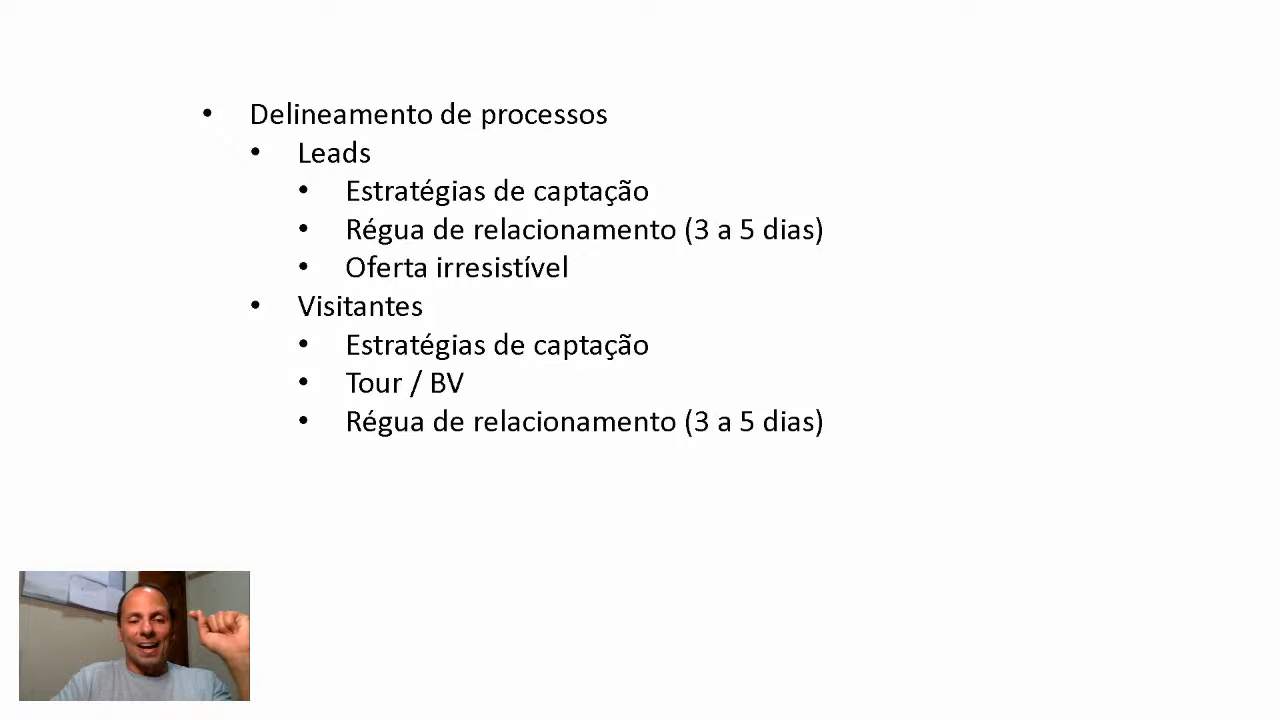 • Delineamento de processos
• Leads
• Estratégias de captação
• Régua de relacionamento (3 a 5 dias)
• Oferta irresistível
• Visitantes
• Estratégias de captação
• Tour / BV
• Régua de relacionamento (3 a 5 dias)